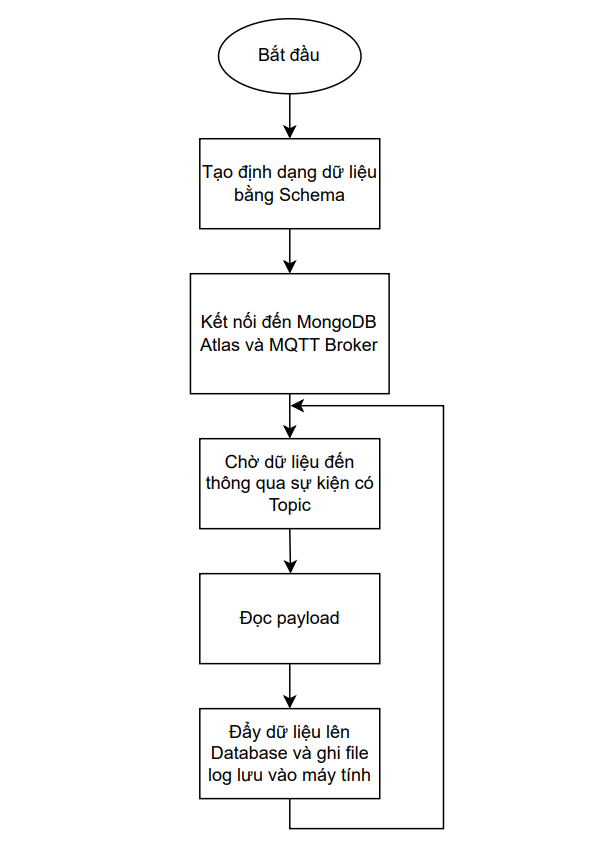 Bắt đầu
Tạo định dạng dữ liệu
bằng Schema
Kết nối đến MongoDB
Atlas và MQTT Broker
Chờ dữ liệu đến
thông qua sự kiện có
Topic
Đọc payload
Đẩy dữ liệu lên
Database và ghi file
log lưu vào máy tính